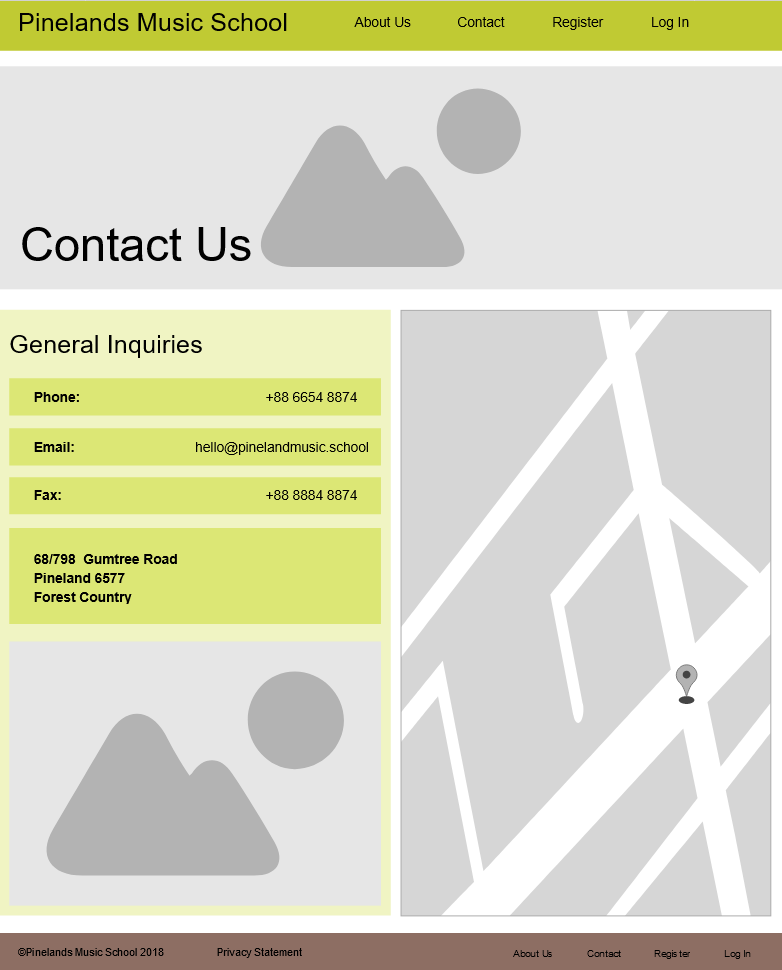 Pinelands Music School About Us Contact Register Log In
Contact Us
General Inquiries
Phone: +88 6654 8874
Email: hello@pinelandmusic.school
Fax: +88 8884 8874
68/798 Gumtree Road
Pineland 6577
Forest Country
©Pinelands Music School 2018 Privacy Statement About Us Contact Register Log In